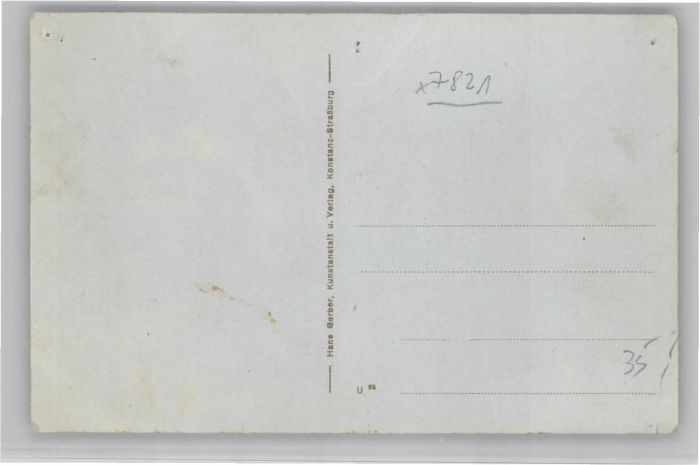 x7821
Hans Gerber, Kunstanstalt u. Verlag, Konstanz-Straßburg
35
U 86